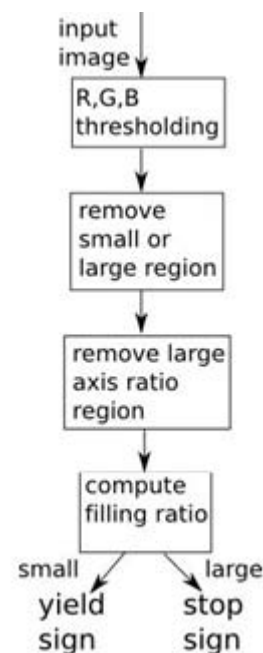 input
image
R,G,B
thresholding
remove
small or
large region
remove large
axis ratio
region
compute
filling ratio
small
large
yield
sign
stop
sign